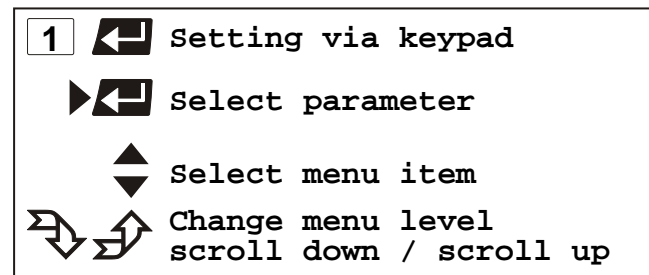 1 Setting via keypad
Select parameter
Select menu item
Change menu level
scroll down / scroll up